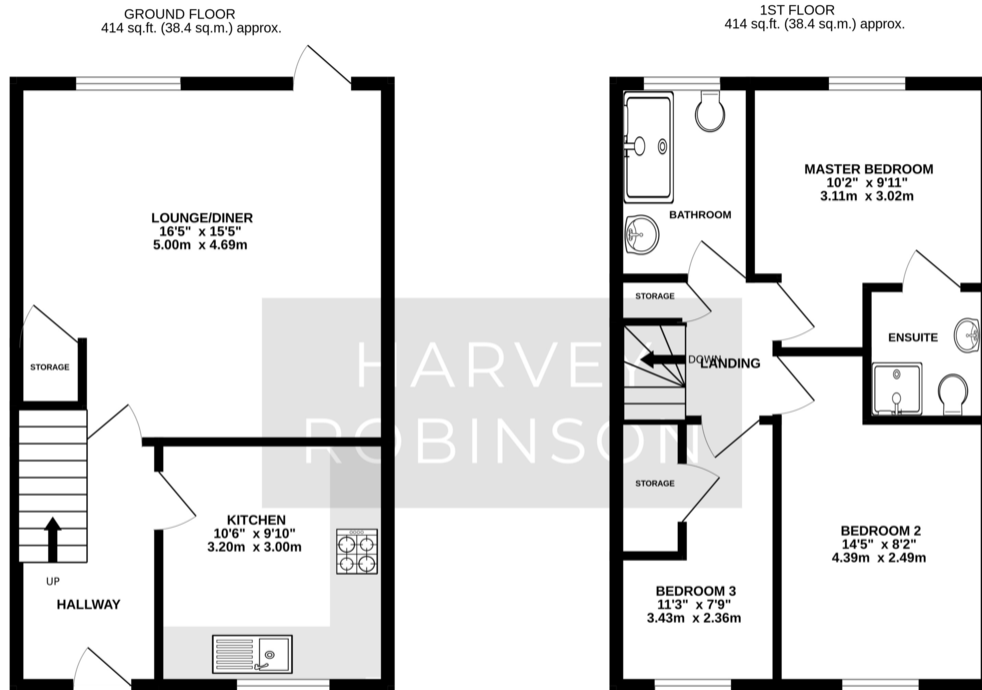 GROUND FLOOR
414 sq.ft. (38.4 sq.m.) approx.
LOUNGE/DINER
16'5" x 15'5"
5.00m x 4.69m
STORAGE
KITCHEN
10'6" x 9'10"
3.20m x 3.00m
UP
HALLWAY
1ST FLOOR
414 sq.ft. (38.4 sq.m.) approx.
MASTER BEDROOM
10'2" x 9'11"
3.11m x 3.02m
BATHROOM
STORAGE
ENSUITE
DOWN
LANDING
STORAGE
BEDROOM 2
14'5" x 8'2"
4.39m x 2.49m
BEDROOM 3
11'3" x 7'9"
3.43m x 2.36m
HARVEY
ROBINSON